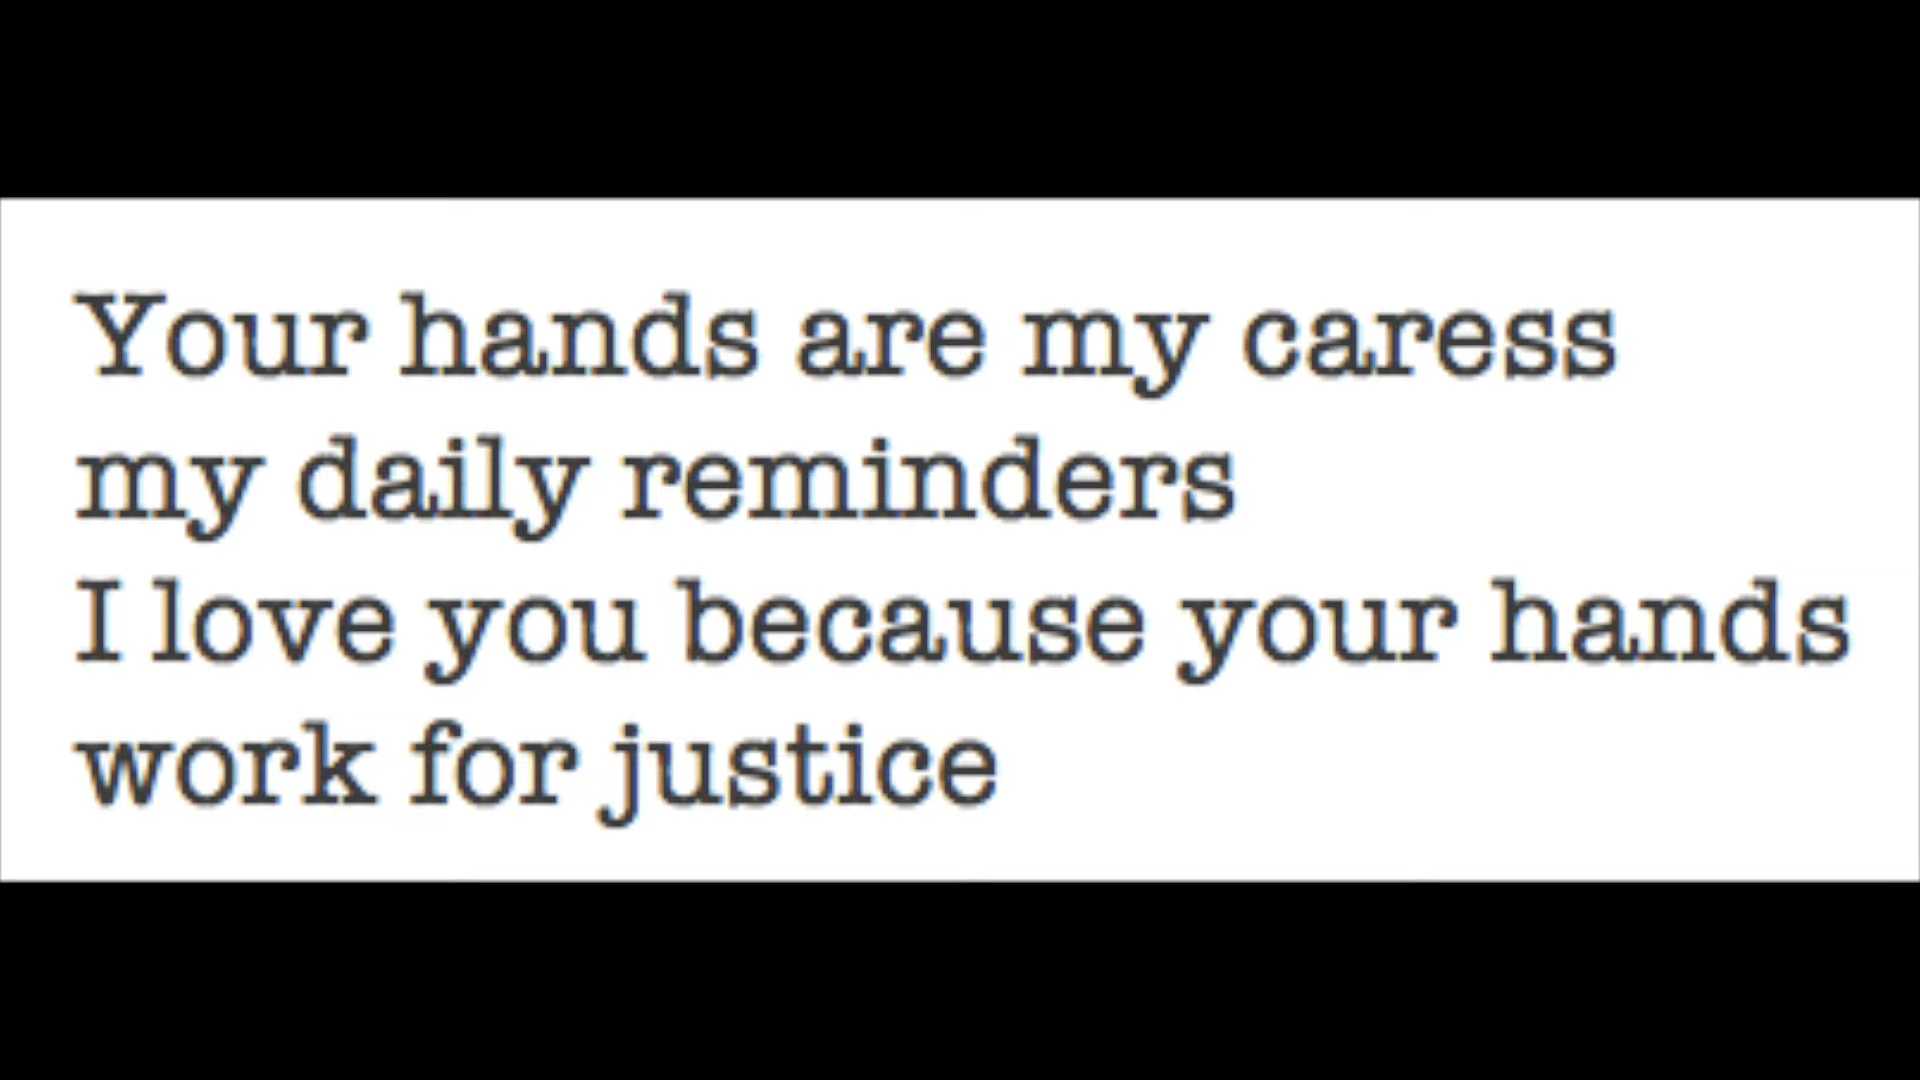 Your hands are my caress
my daily reminders
I love you because your hands
work for justice